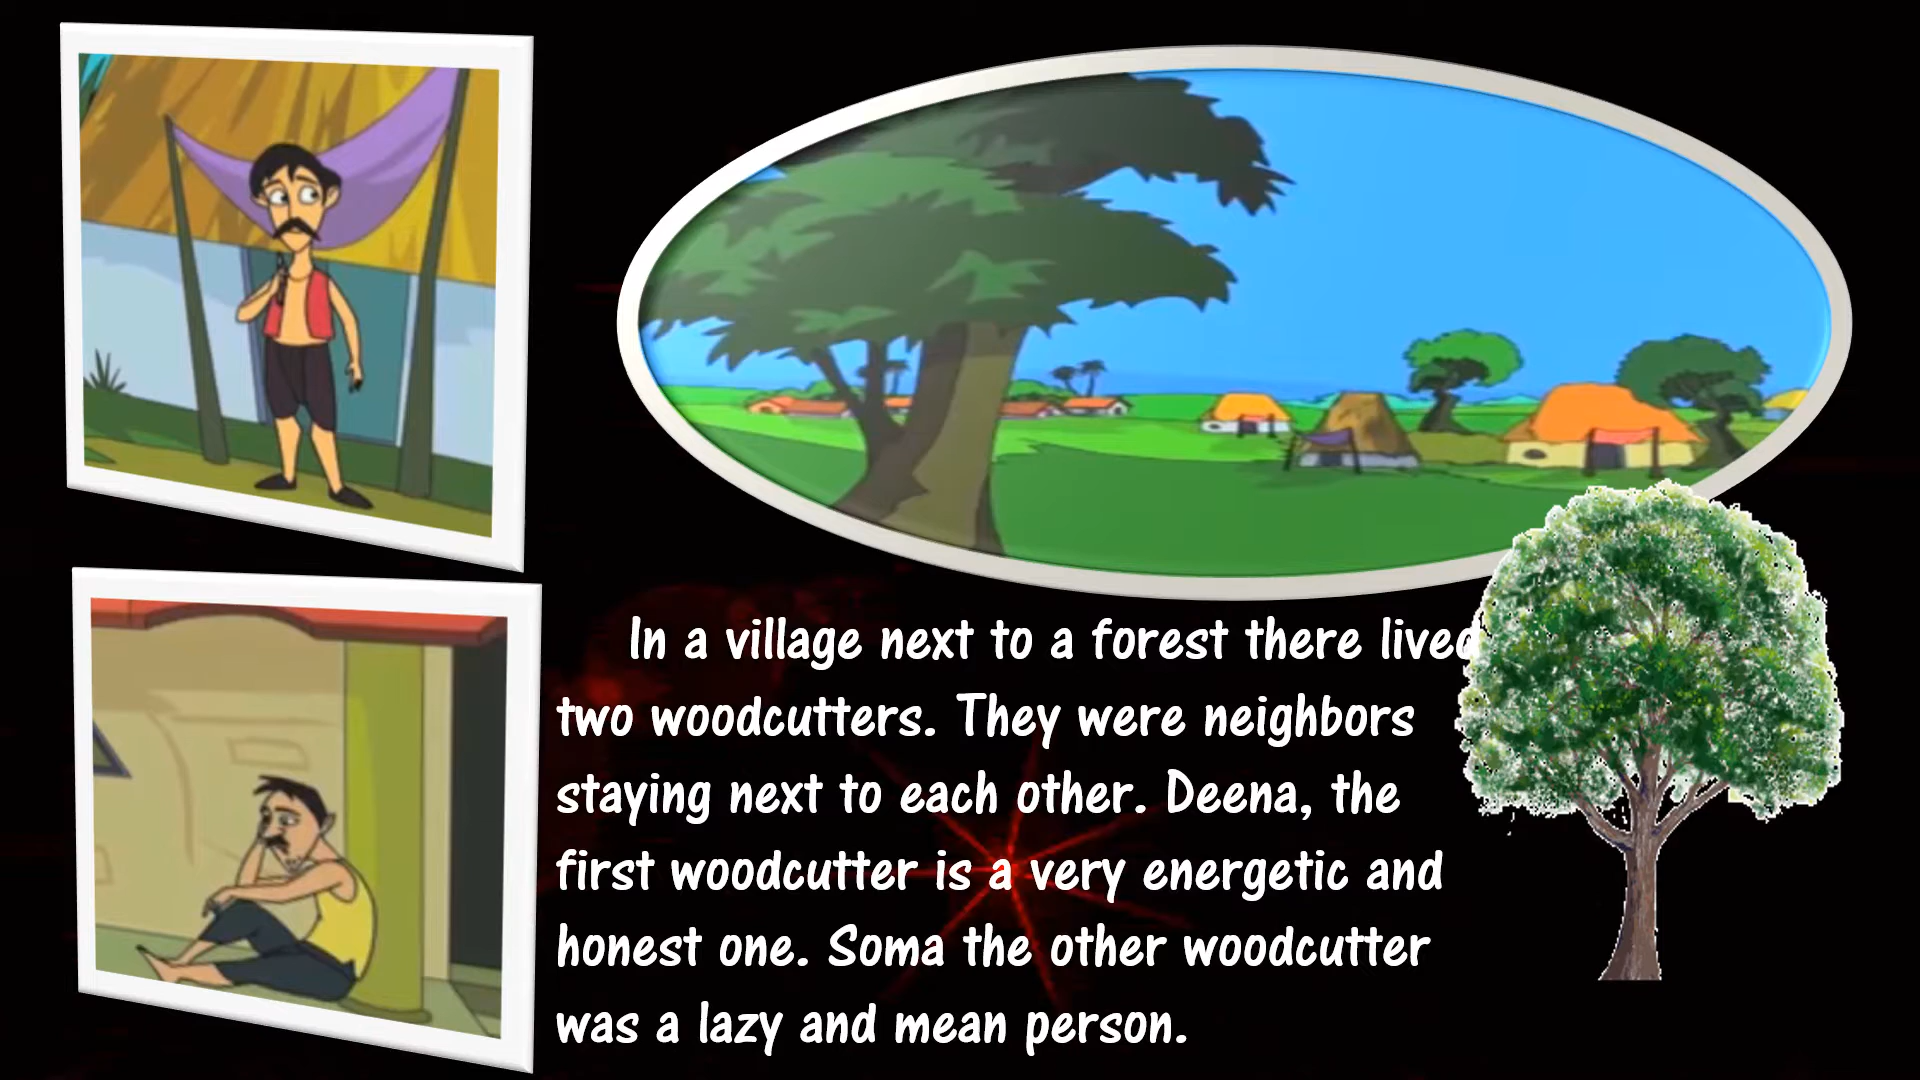 In a village next to a forest there lived
two woodcutters. They were neighbors
staying next to each other. Deena, the
first woodcutter is a very energetic and
honest one. Soma the other woodcutter
was a lazy and mean person.